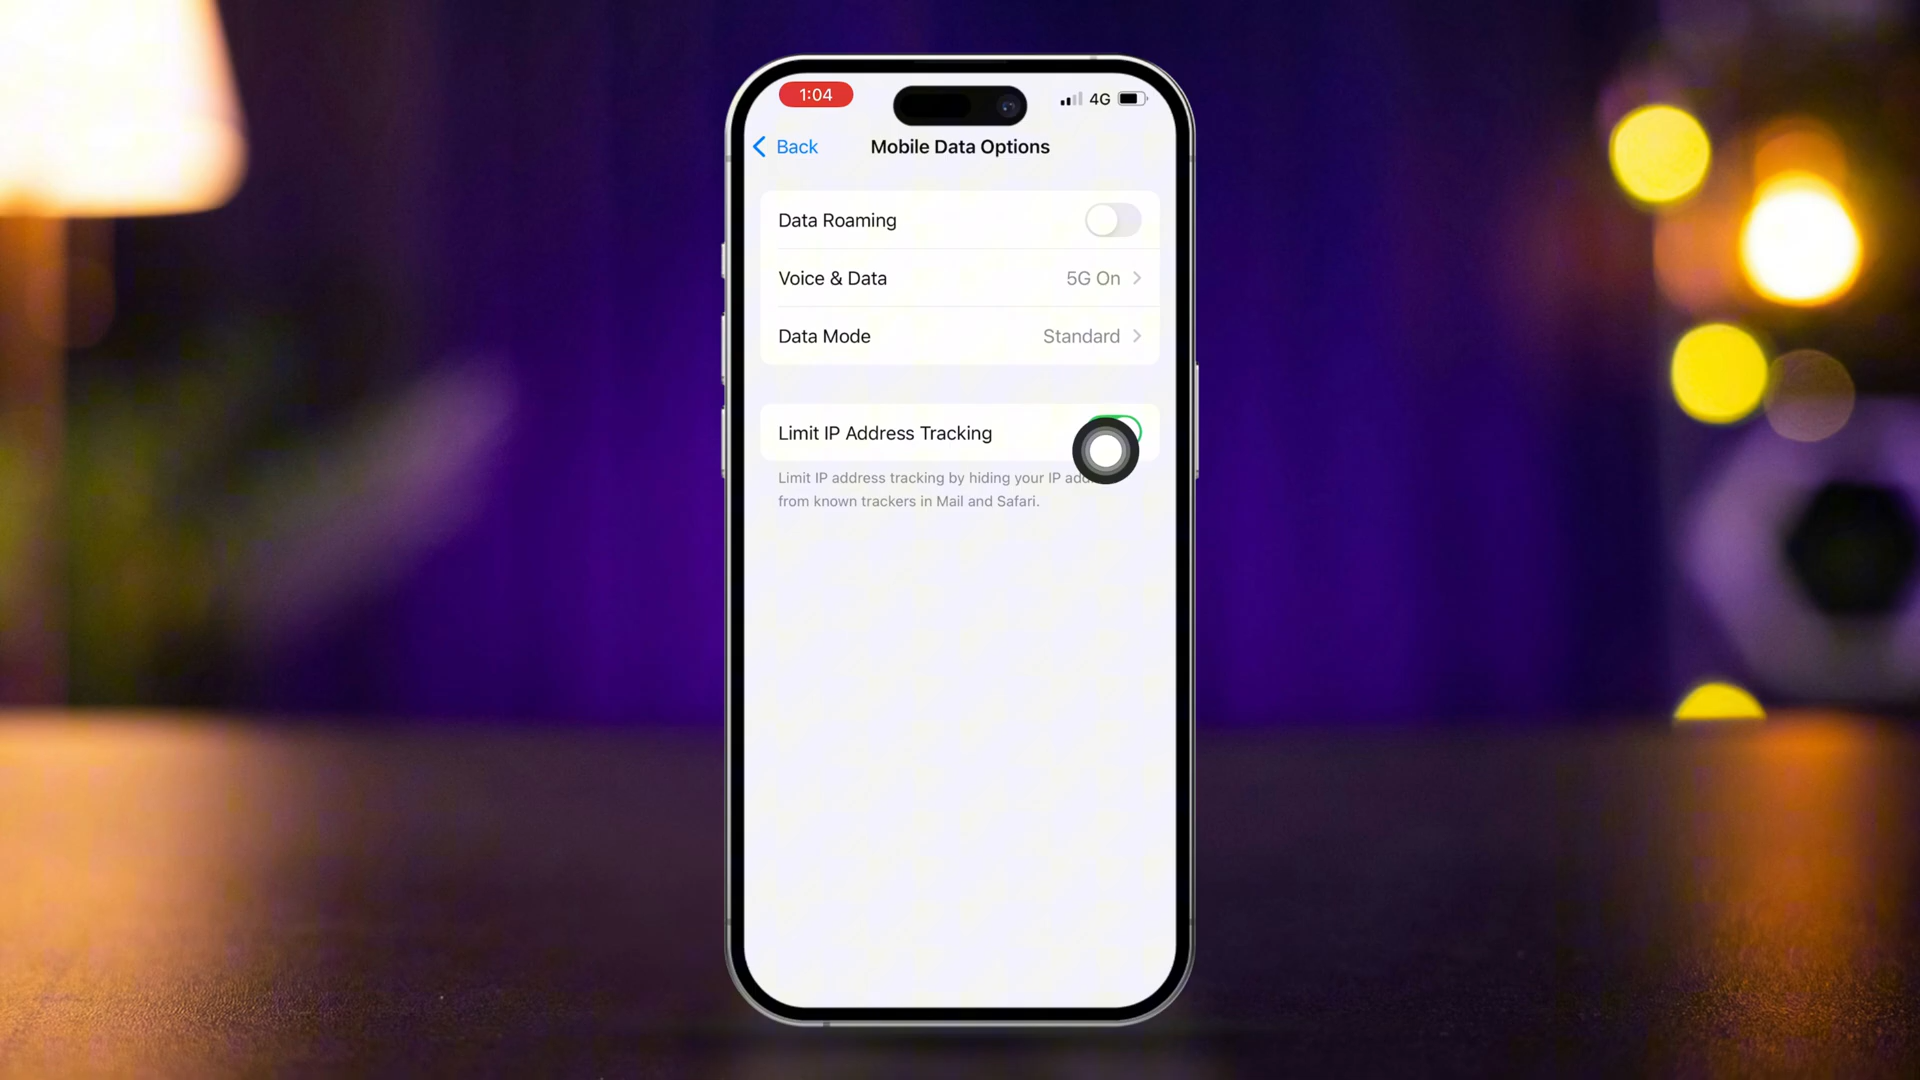 1:04
4G
Back
Mobile Data Options
Data Roaming
Voice & Data
5G On
Data Mode
Standard
Limit IP Address Tracking
Limit IP address tracking by hiding your IP
from known trackers in Mail and Safari.